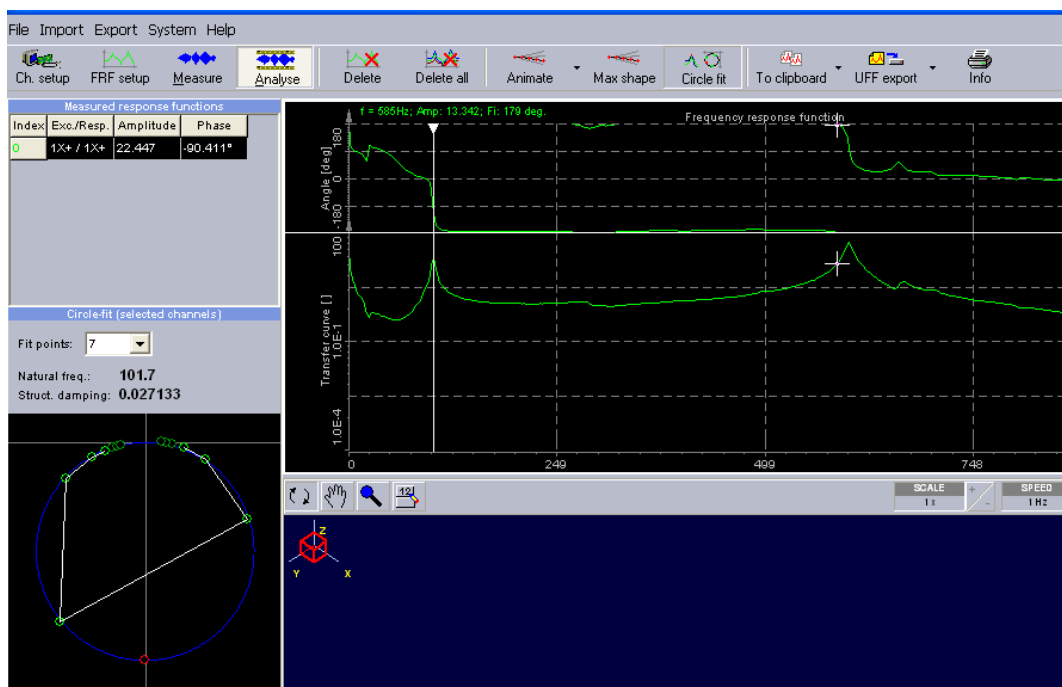 File Import Export System Help
Ch. setup FRF setup Measure Analyse Delete Delete all Animate Max shape Circle fit To clipboard UFF export Info
Measured response functions
Index Exc./Resp. Amplitude Phase
0 1X+ / 1X+ 22.447 -90.411°
f = 585Hz; Amp: 13.342; Fi: 179 deg.
Frequency response function
Angle [deg]
180
0
-180
Transfer curve [ ]
100
1.0E-1
1.0E-4
0 249 499 748
Circle-fit (selected channels)
Fit points: 7
Natural freq.: 101.7
Struct. damping: 0.027133
12
SCALE
1x
+
-
SPEED
1Hz
Z
Y
X